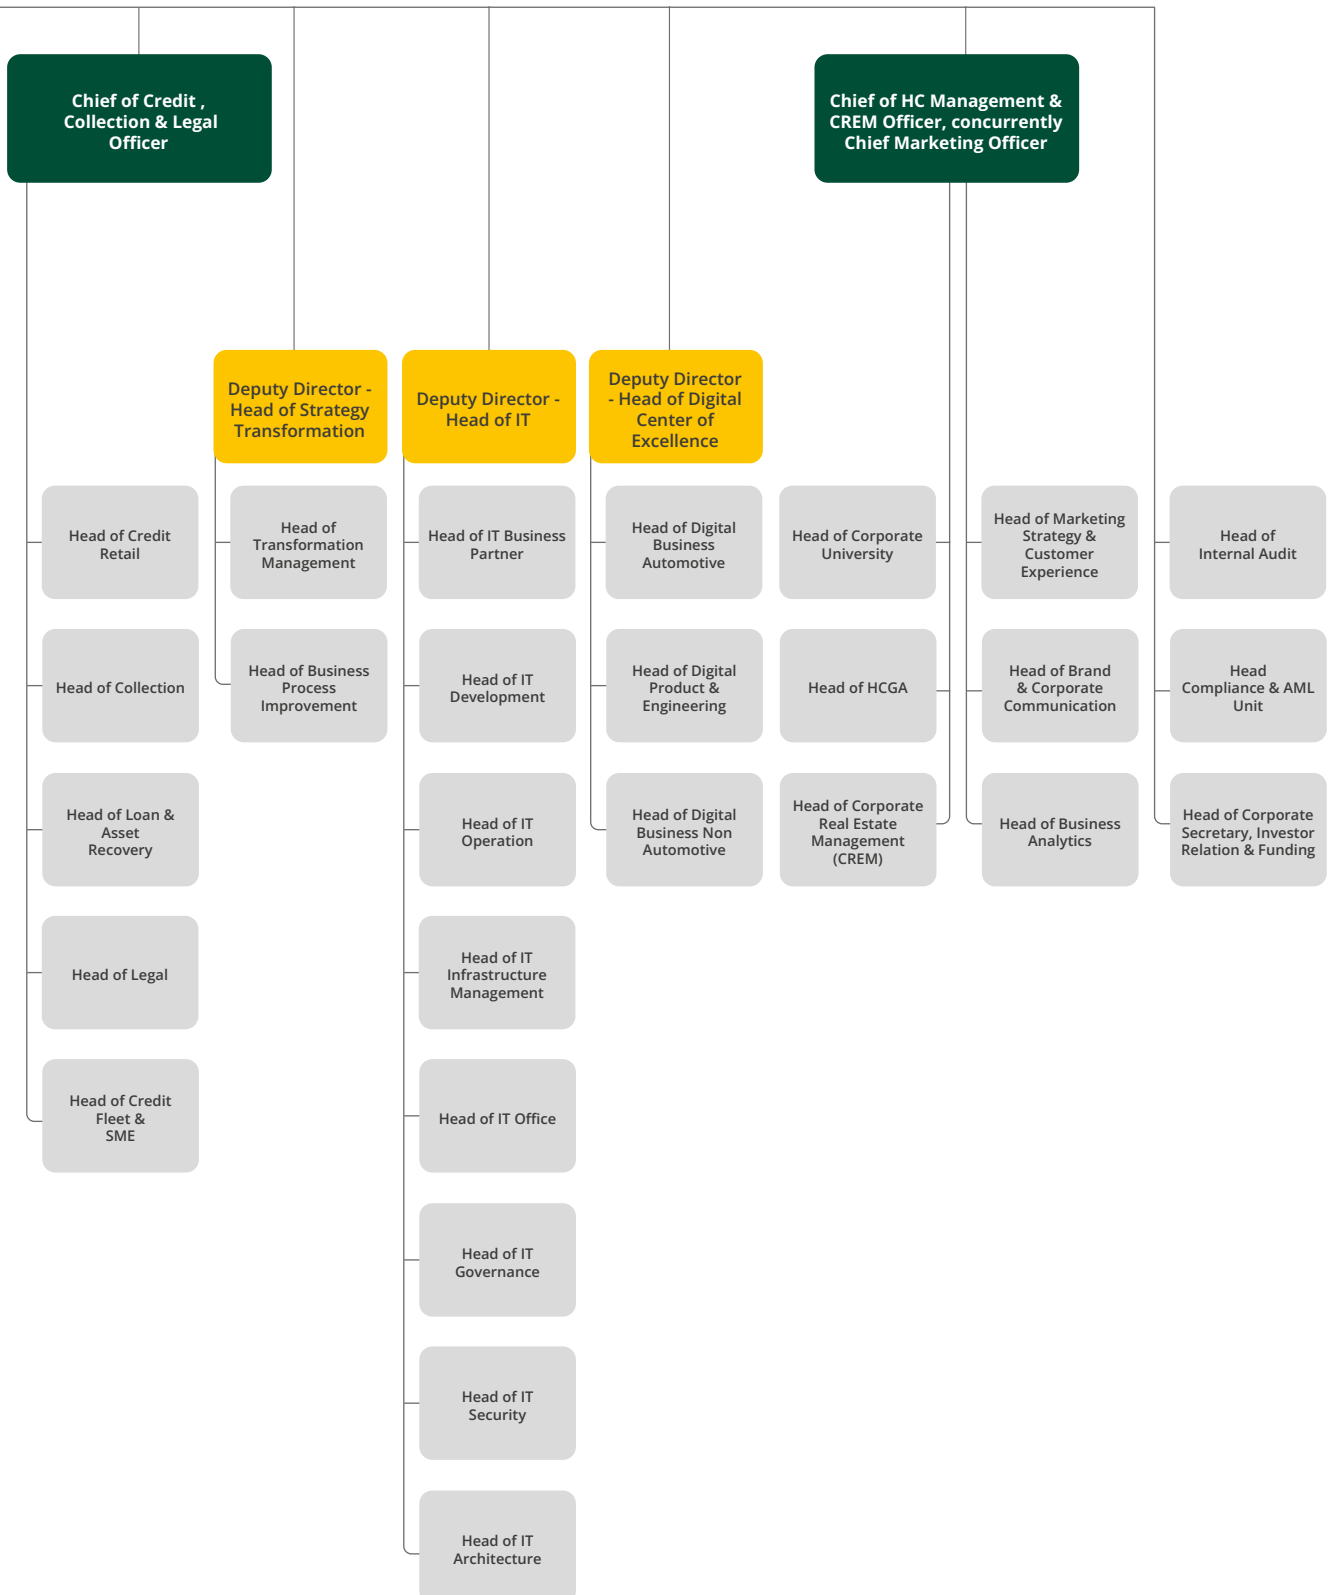 Chief of Credit ,
Collection & Legal
Officer
Chief of HC Management &
CREM Officer, concurrently
Chief Marketing Officer
Deputy Director -
Head of Strategy
Transformation
Deputy Director -
Head of IT
Deputy Director
- Head of Digital
Center of
Excellence
Head of Credit
Retail
Head of Collection
Head of Loan &
Asset
Recovery
Head of Legal
Head of Credit
Fleet &
SME
Head of
Transformation
Management
Head of Business
Process
Improvement
Head of IT Business
Partner
Head of IT
Development
Head of IT
Operation
Head of IT
Infrastructure
Management
Head of IT Office
Head of IT
Governance
Head of IT
Security
Head of IT
Architecture
Head of Digital
Business
Automotive
Head of Digital
Product &
Engineering
Head of Digital
Business Non
Automotive
Head of Corporate
University
Head of HCGA
Head of Corporate
Real Estate
Management
(CREM)
Head of Marketing
Strategy &
Customer
Experience
Head of Brand
& Corporate
Communication
Head of Business
Analytics
Head of
Internal Audit
Head
Compliance & AML
Unit
Head of Corporate
Secretary, Investor
Relation & Funding